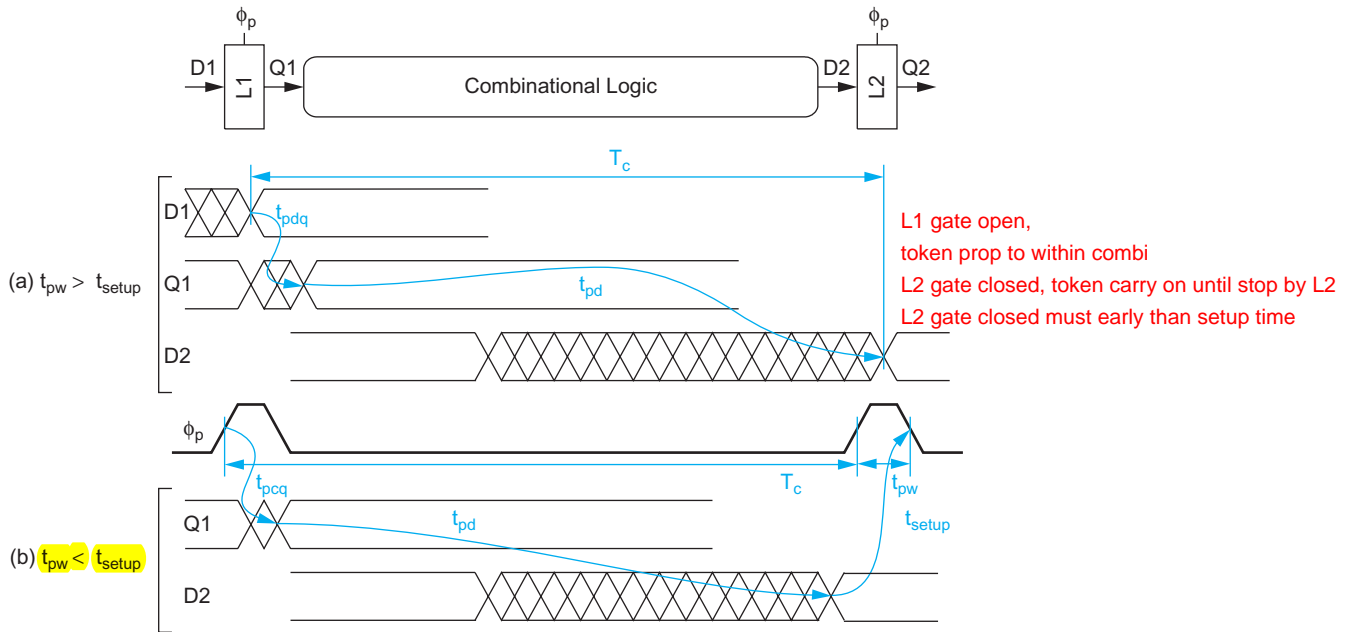 ϕp ϕp
D1 L1 Q1 Combinational Logic D2 L2 Q2
Tc
D1
tpdq
(a) tpw > tsetup
Q1
tpd
D2
L1 gate open,
token prop to within combi
L2 gate closed, token carry on until stop by L2
L2 gate closed must early than setup time
ϕp
Tc
tpw
tpcq
Q1
tpd
tsetup
(b) tpw < tsetup
D2